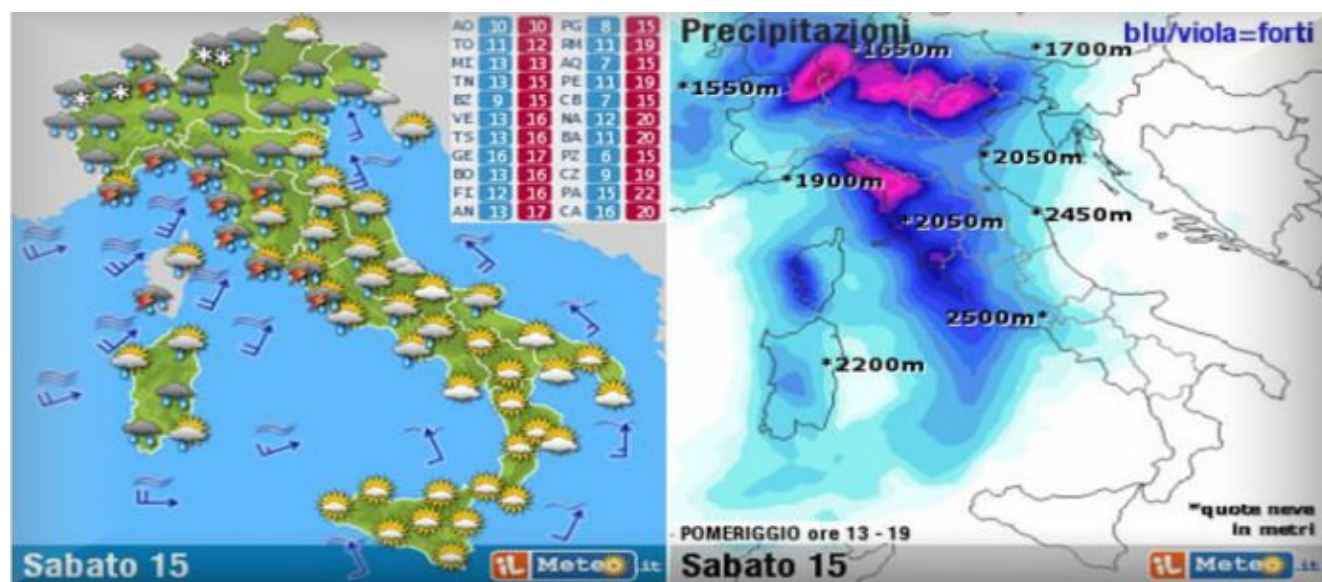 AO 10 10 PG 8 15
TO 11 12 RM 11 19
MI 13 13 AQ 7 15
TN 13 15 PE 11 19
BZ 9 15 CB 7 15
VE 13 16 NA 12 20
TS 13 16 BA 11 20
GE 16 17 PZ 6 15
BO 13 16 CZ 9 19
FI 12 16 PA 15 22
AN 13 17 CA 16 20
Sabato 15
iL Meteo.it
Precipitazioni
blu/viola=forti
*1650m
*1700m
*1550m
*2050m
*1900m
*2050m
*2450m
2500m*
*2200m
*quote neve
in metri
POMERIGGIO ore 13 - 19
Sabato 15
iL Meteo.it